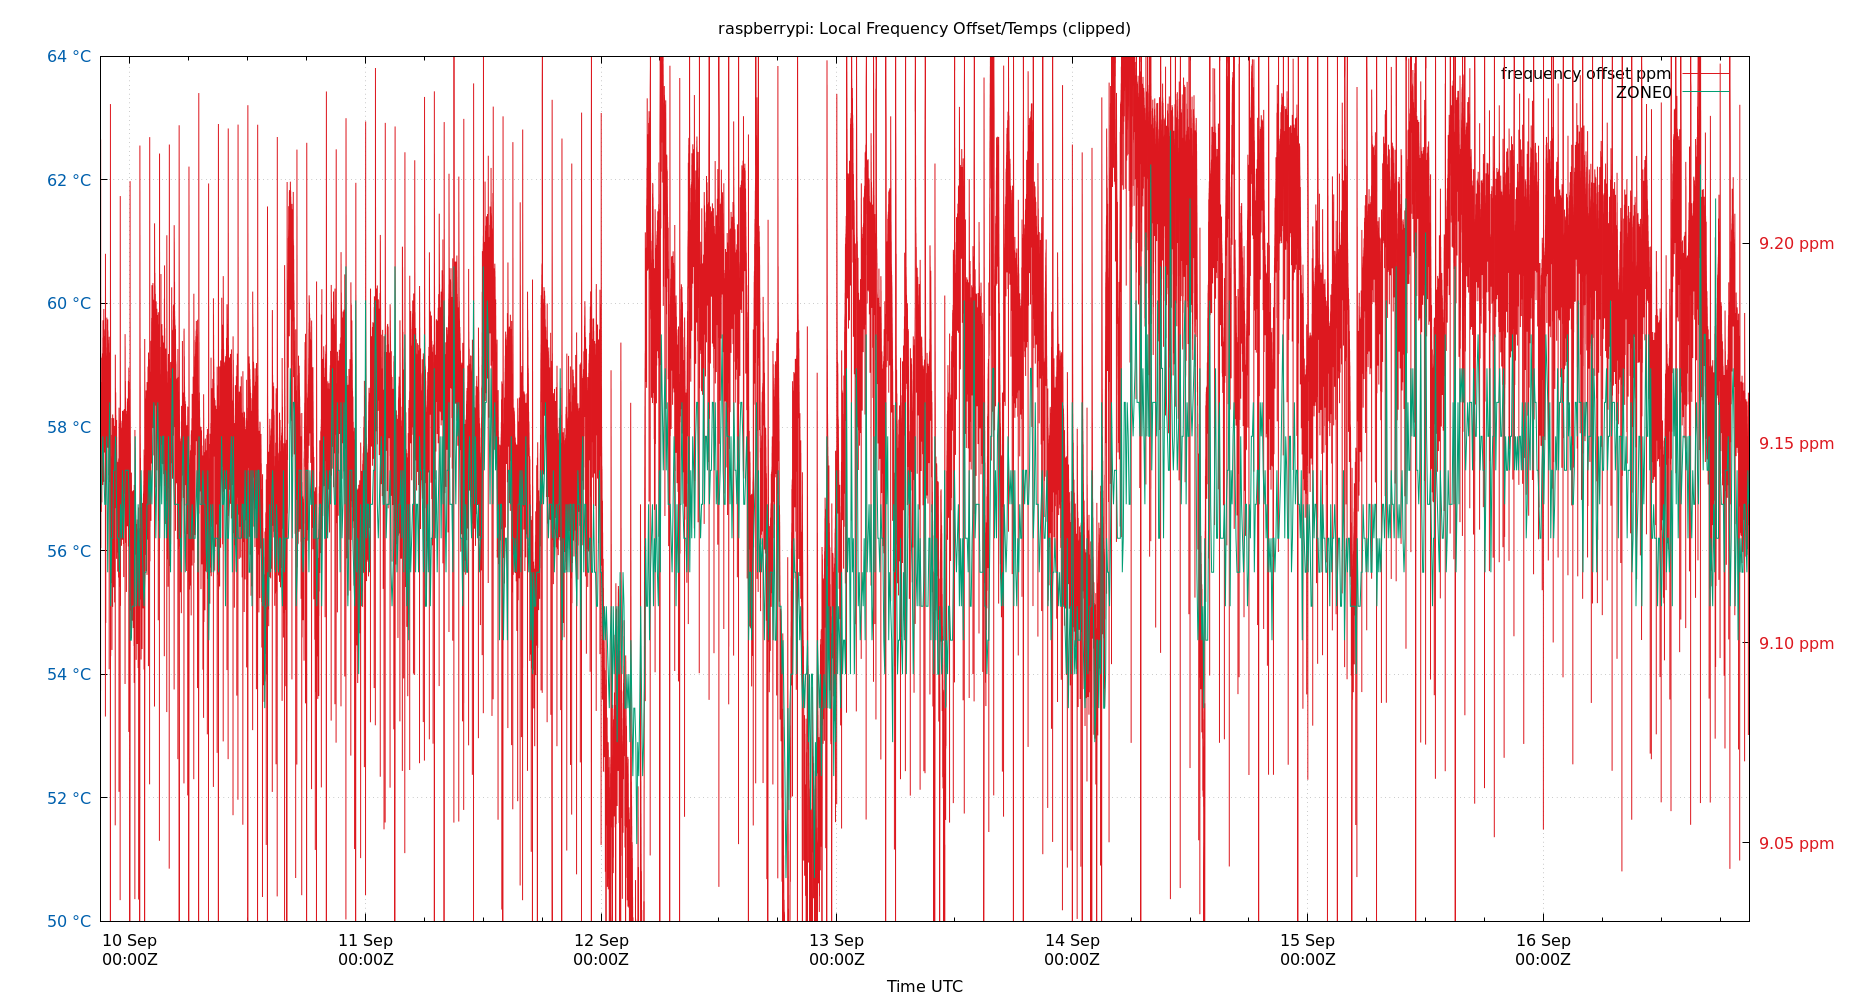 raspberrypi: Local Frequency Offset/Temps (clipped)
64 °C
62 °C
60 °C
58 °C
56 °C
54 °C
52 °C
50 °C
frequency offset ppm
ZONE0
9.20 ppm
9.15 ppm
9.10 ppm
9.05 ppm
10 Sep
00:00Z
11 Sep
00:00Z
12 Sep
00:00Z
13 Sep
00:00Z
14 Sep
00:00Z
15 Sep
00:00Z
16 Sep
00:00Z
Time UTC